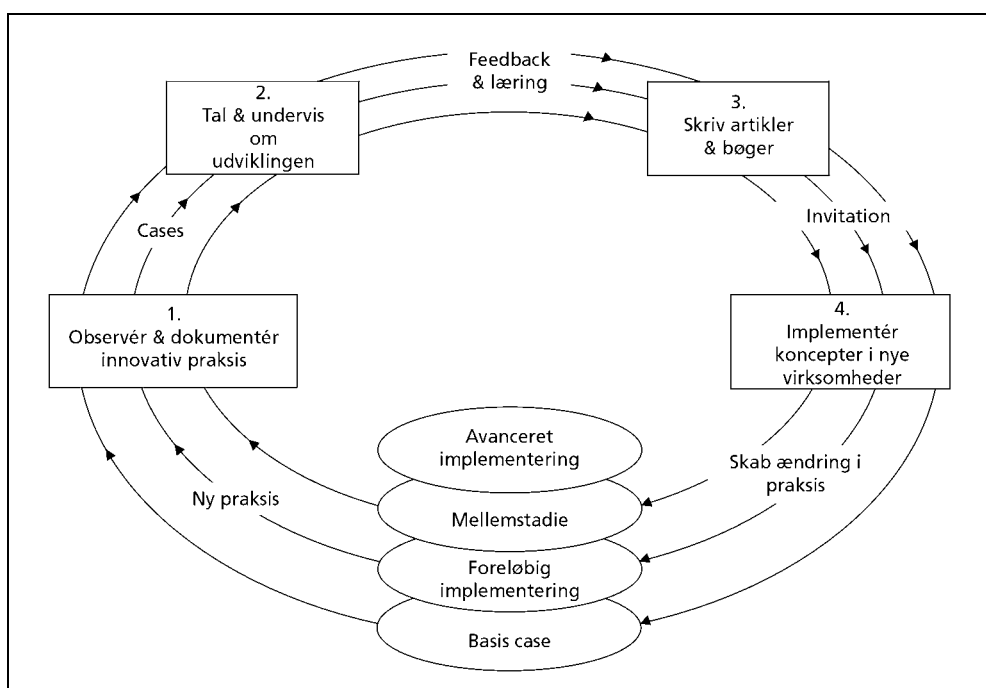 Feedback
& læring
2.
Tal & undervis
om
udviklingen
3.
Skriv artikler
& bøger
Cases
Invitation
1.
Observér & dokumentér
innovativ praksis
4.
Implementér
koncepter i nye
virksomheder
Avanceret
implementering
Skab ændring i
praksis
Ny praksis
Mellemstadie
Foreløbig
implementering
Basis case